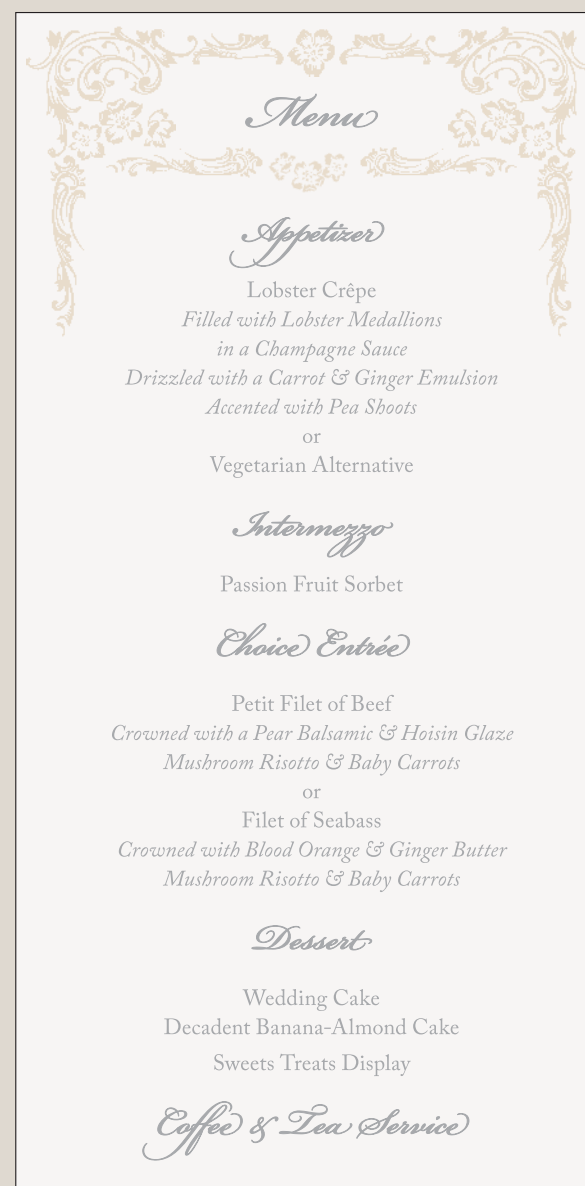 Menu
Appetizer
Lobster Crêpe
Filled with Lobster Medallions
in a Champagne Sauce
Drizzled with a Carrot & Ginger Emulsion
Accented with Pea Shoots
or
Vegetarian Alternative
Intermezzo
Passion Fruit Sorbet
Choice Entrée
Petit Filet of Beef
Crowned with a Pear Balsamic & Hoisin Glaze
Mushroom Risotto & Baby Carrots
or
Filet of Seabass
Crowned with Blood Orange & Ginger Butter
Mushroom Risotto & Baby Carrots
Dessert
Wedding Cake
Decadent Banana-Almond Cake
Sweets Treats Display
Coffee & Tea Service